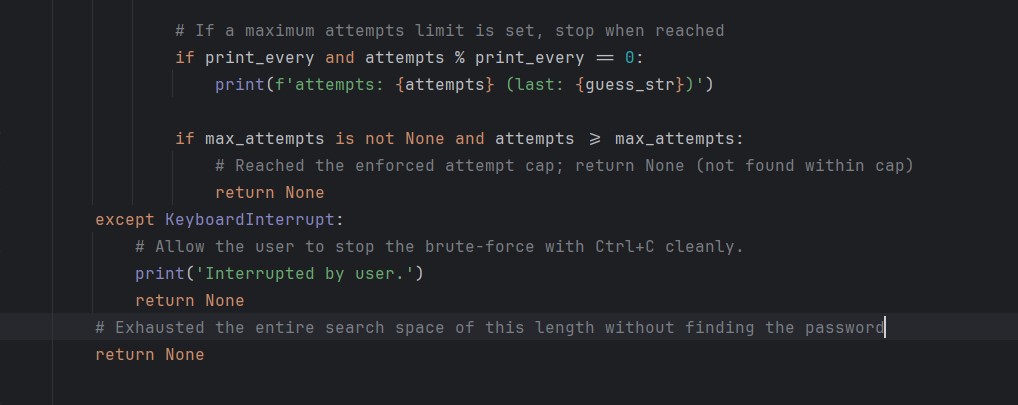 # If a maximum attempts limit is set, stop when reached
if print_every and attempts % print_every == 0:
print(f'attempts: {attempts} (last: {guess_str})')
if max_attempts is not None and attempts >= max_attempts:
# Reached the enforced attempt cap; return None (not found within cap)
return None
except KeyboardInterrupt:
# Allow the user to stop the brute-force with Ctrl+C cleanly.
print('Interrupted by user.')
return None
# Exhausted the entire search space of this length without finding the password
return None